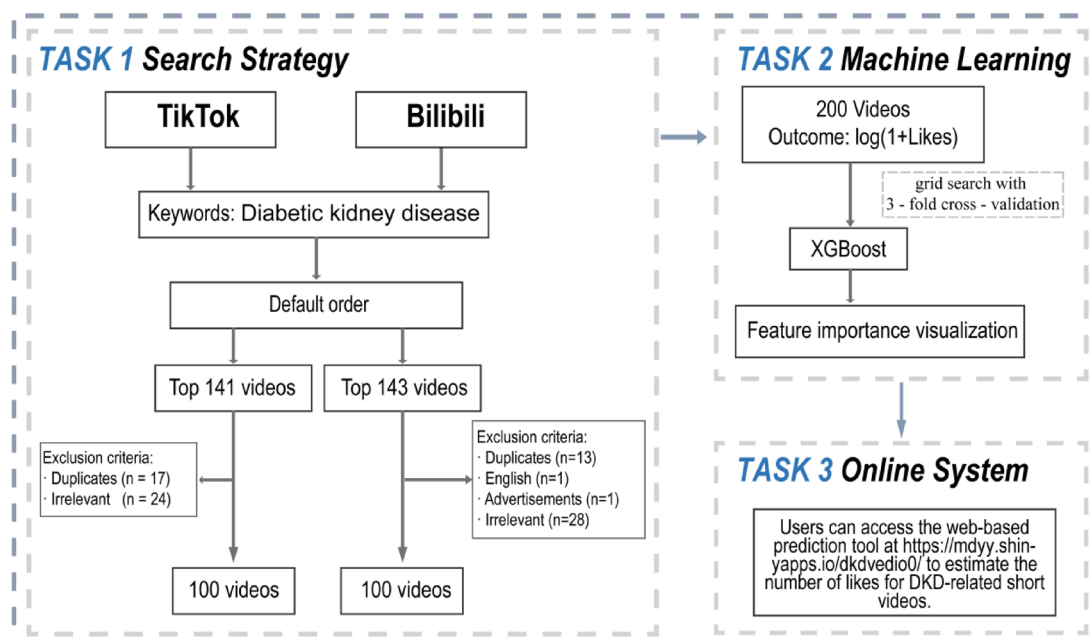 TASK 1 Search Strategy
TikTok
Bilibili
Keywords: Diabetic kidney disease
Default order
Top 141 videos
Top 143 videos
Exclusion criteria:
· Duplicates (n = 17)
· Irrelevant (n = 24)
Exclusion criteria:
· Duplicates (n=13)
· English (n=1)
· Advertisements (n=1)
· Irrelevant (n=28)
100 videos
100 videos
TASK 2 Machine Learning
200 Videos
Outcome: log(1+Likes)
grid search with
3 - fold cross - validation
XGBoost
Feature importance visualization
TASK 3 Online System
Users can access the web-based
prediction tool at https://mdyy.shin-
yapps.io/dkdvedio0/ to estimate the
number of likes for DKD-related short
videos.